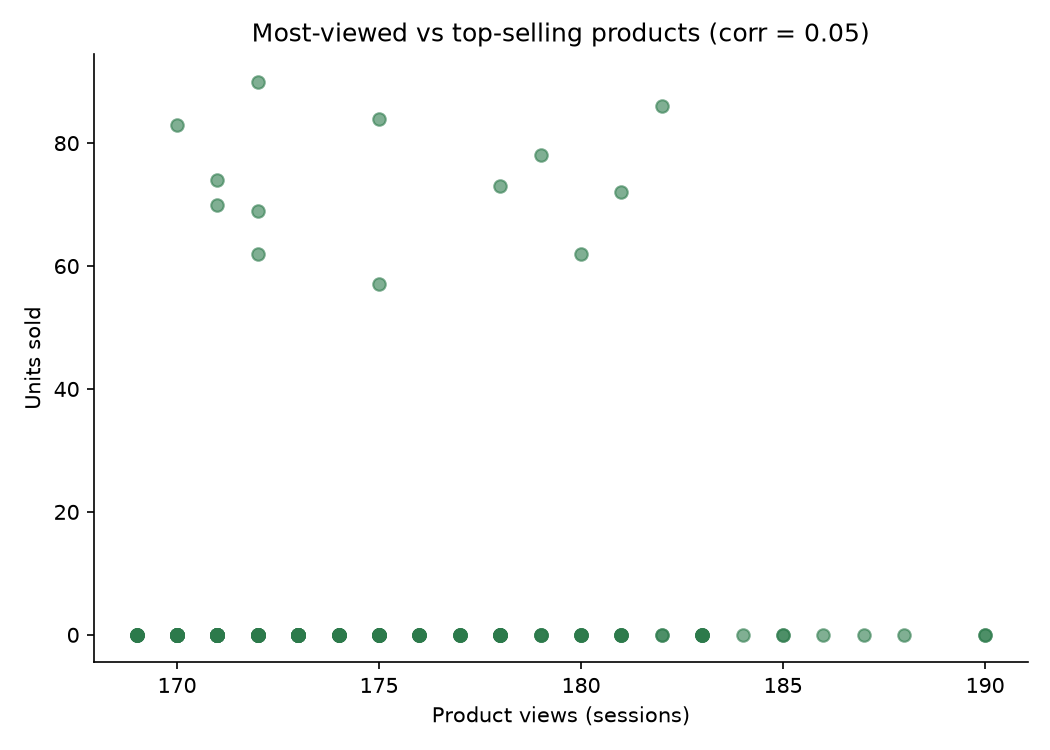 Most-viewed vs top-selling products (corr = 0.05)
Units sold
80
60
40
20
0
170 175 180 185 190
Product views (sessions)